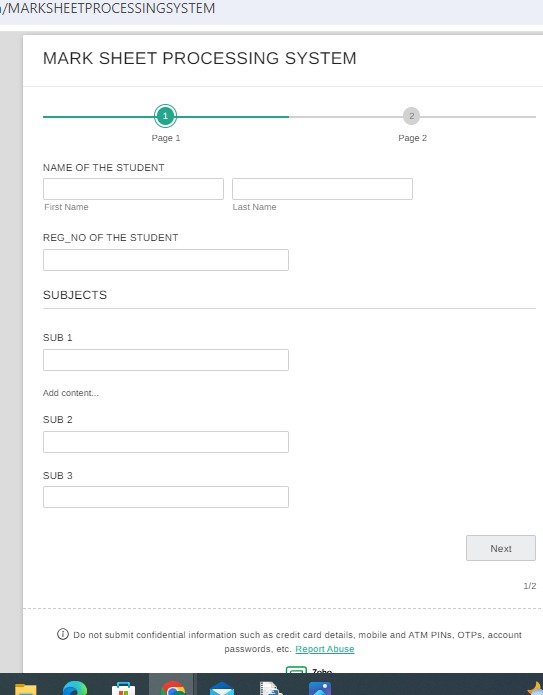 /MARKSHEETPROCESSINGSYSTEM
MARK SHEET PROCESSING SYSTEM
1 2
Page 1 Page 2
NAME OF THE STUDENT
First Name Last Name
REG_NO OF THE STUDENT
SUBJECTS
SUB 1
Add content...
SUB 2
SUB 3
Next
1/2
Do not submit confidential information such as credit card details, mobile and ATM PINs, OTPs, account
passwords, etc. Report Abuse
Zoho